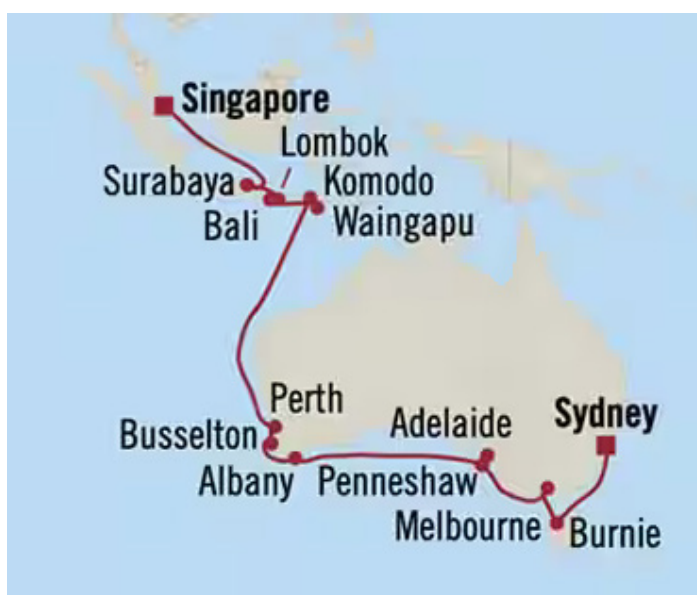 Singapore
Lombok
Surabaya
Komodo
Bali
Waingapu
Perth
Busselton
Adelaide
Sydney
Albany
Penneshaw
Melbourne
Burnie